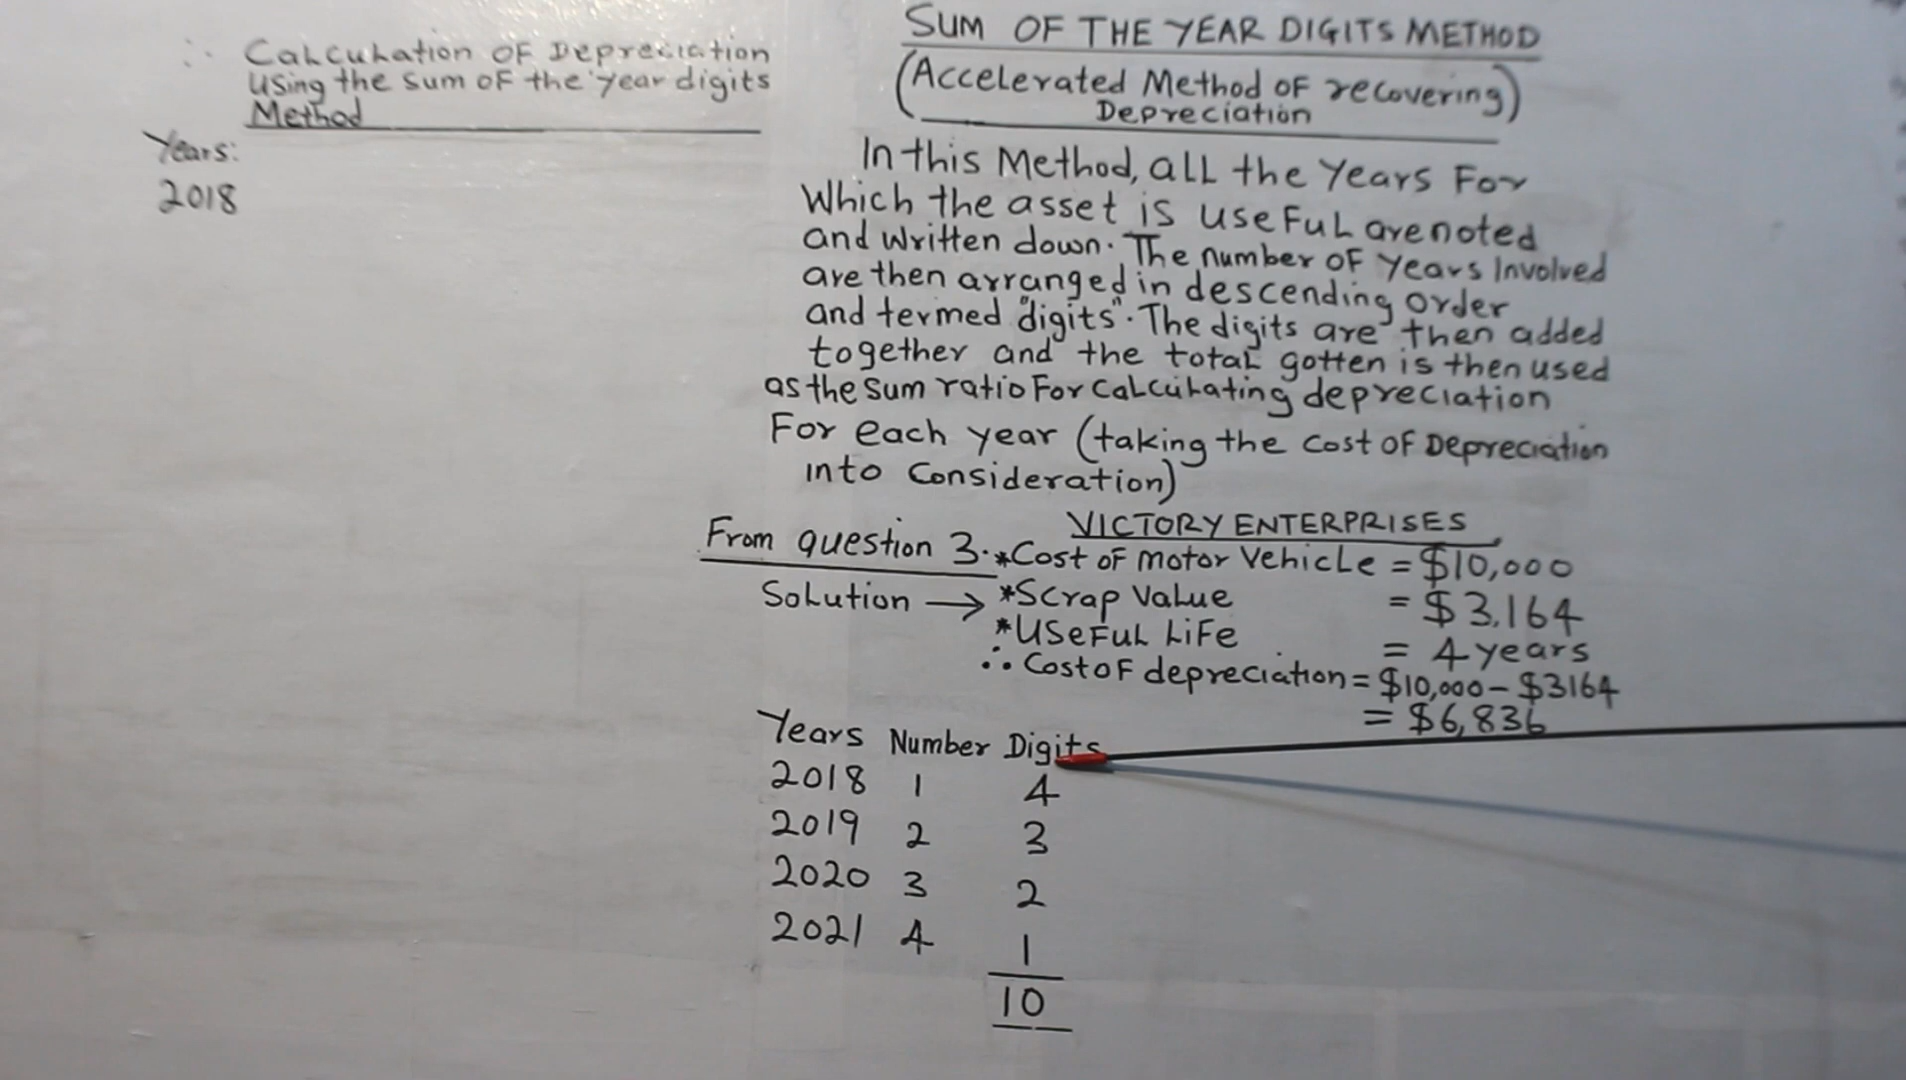 ∴ Calculation of Depreciation
Using the sum of the year digits
Method
Years:
2018
SUM OF THE YEAR DIGITS METHOD
(Accelerated Method of recovering)
Depreciation
In this Method, all the Years For
Which the asset is useful are noted
and written down. The number of years Involved
are then arranged in descending order
and termed "digits". The digits are then added
together and the total gotten is then used
as the sum ratio For calculating depreciation
For each year (taking the cost of Depreciation
into Consideration)
VICTORY ENTERPRISES
From question 3. *Cost of motor vehicle = $10,000
Solution → *Scrap Value = $3,164
*Useful Life = 4 years
∴ Cost of depreciation = $10,000 - $3164
= $6,836
Years Number Digits
2018 1 4
2019 2 3
2020 3 2
2021 4 1
10